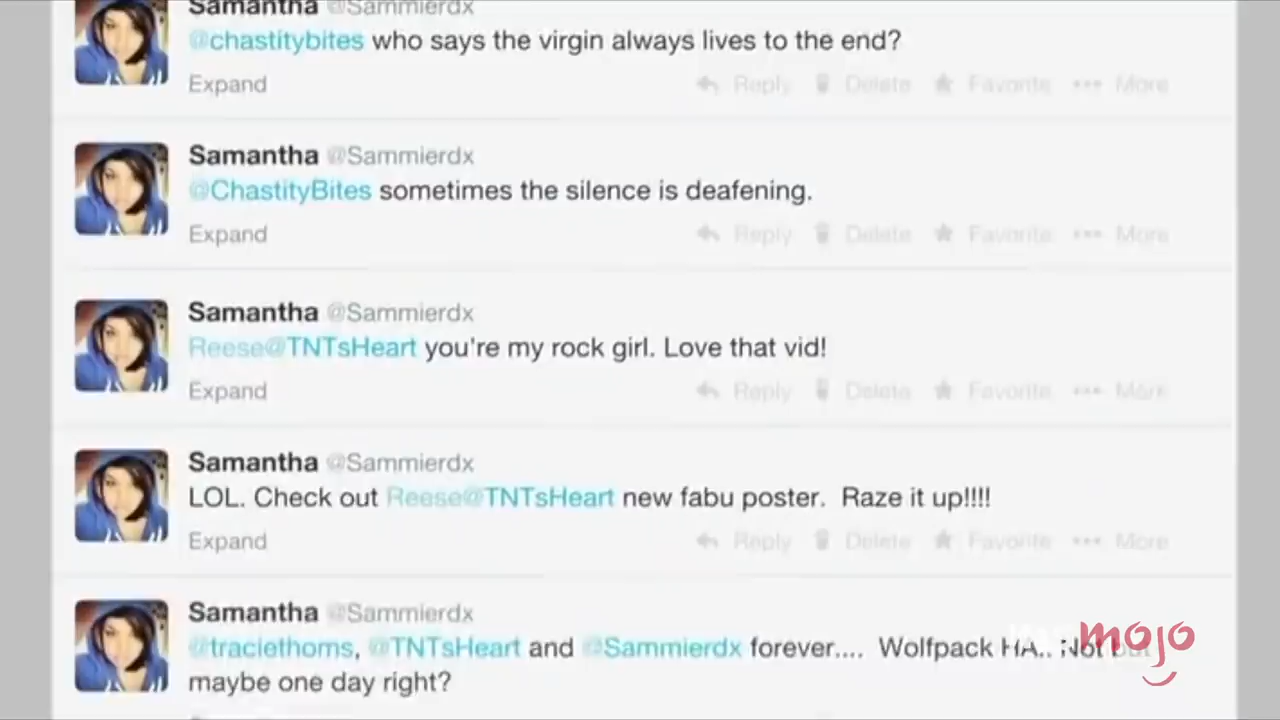 Samantha @Sammierdx
@chastitybites who says the virgin always lives to the end?
Expand Reply Delete Favorite More
Samantha @Sammierdx
@ChastityBites sometimes the silence is deafening.
Expand Reply Delete Favorite More
Samantha @Sammierdx
Reese@TNTsHeart you're my rock girl. Love that vid!
Expand Reply Delete Favorite More
Samantha @Sammierdx
LOL. Check out Reese@TNTsHeart new fabu poster. Raze it up!!!!
Expand Reply Delete Favorite More
Samantha @Sammierdx
@traciethoms, @TNTsHeart and @Sammierdx forever.... Wolfpack HA.. Not but
maybe one day right?
mojo